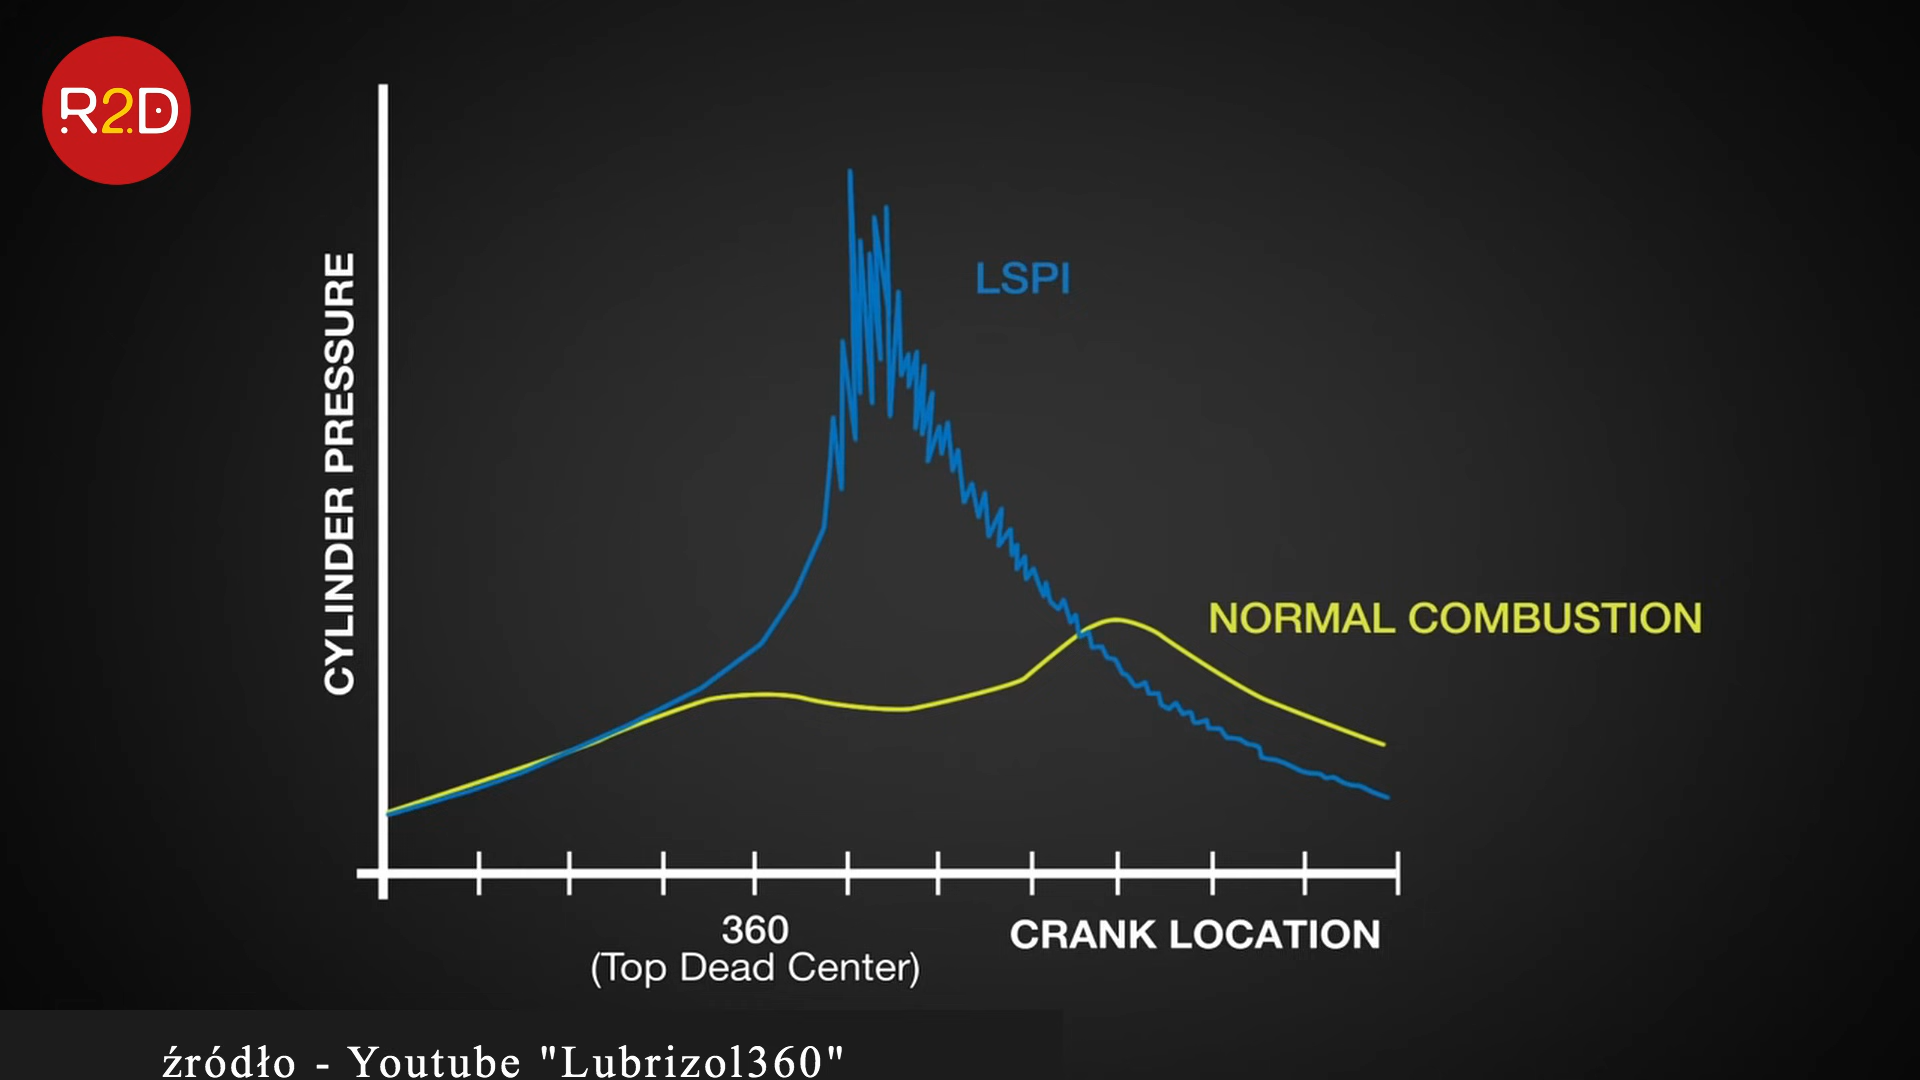 R2D
CYLINDER PRESSURE
LSPI
NORMAL COMBUSTION
360
(Top Dead Center)
CRANK LOCATION
źródło - Youtube "Lubrizol360"